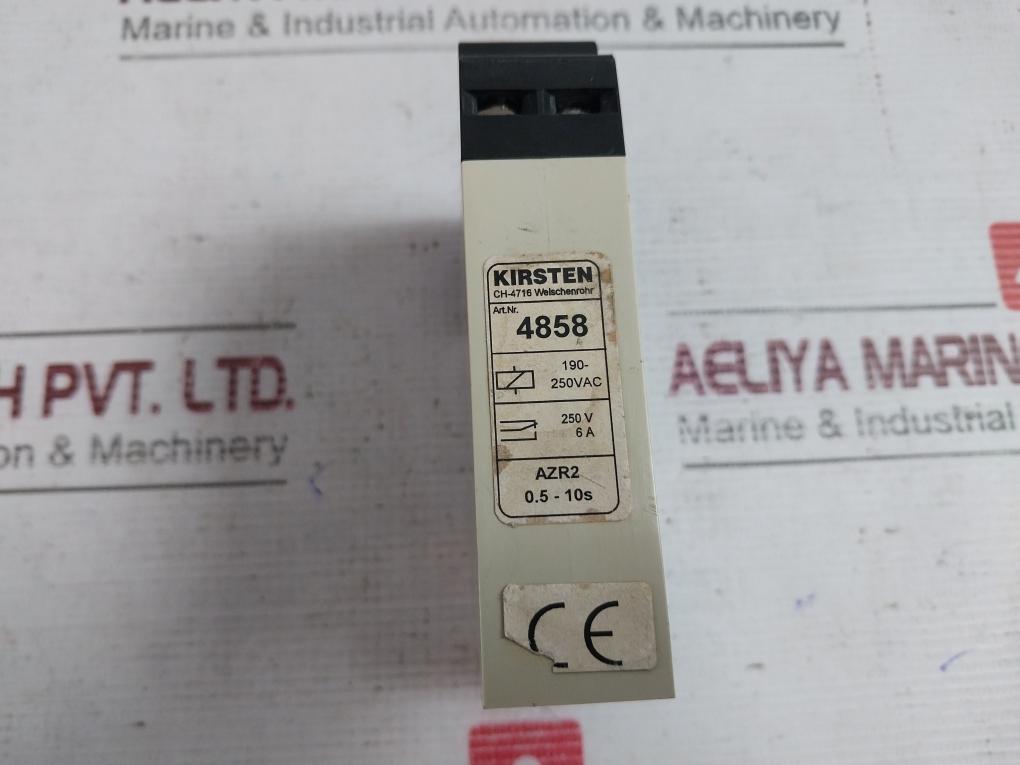 Marine & Industrial Automation & Machinery
KIRSTEN
CH-4716 Welschenrohr
Art.Nr.
4858
190-
250VAC
250 V
6 A
AZR2
0.5 - 10s
CE
H PVT. LTD.
on & Machinery
AELIYA MARIN
Marine & Industrial